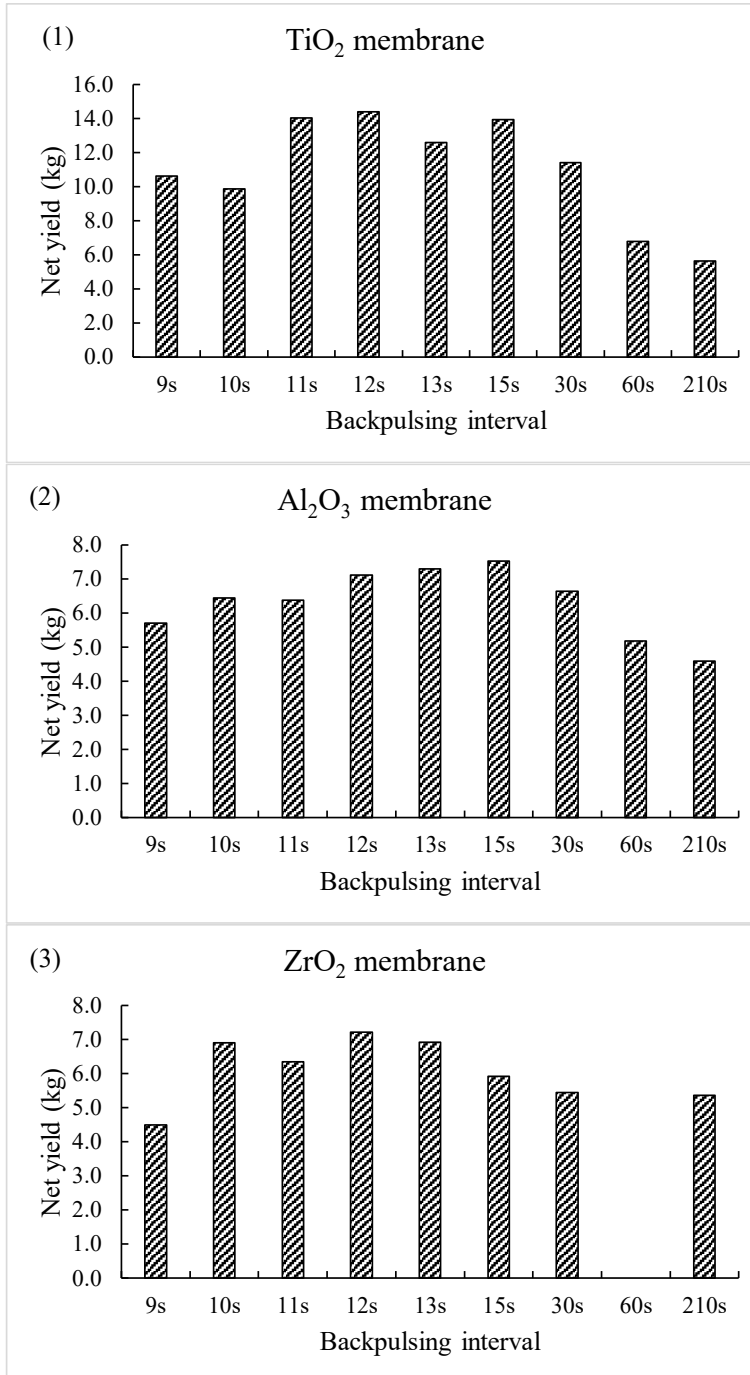 (1)
TiO₂ membrane
Net yield (kg)
16.0
14.0
12.0
10.0
8.0
6.0
4.0
2.0
0.0
9s 10s 11s 12s 13s 15s 30s 60s 210s
Backpulsing interval
(2)
Al₂O₃ membrane
Net yield (kg)
8.0
7.0
6.0
5.0
4.0
3.0
2.0
1.0
0.0
9s 10s 11s 12s 13s 15s 30s 60s 210s
Backpulsing interval
(3)
ZrO₂ membrane
Net yield (kg)
8.0
7.0
6.0
5.0
4.0
3.0
2.0
1.0
0.0
9s 10s 11s 12s 13s 15s 30s 60s 210s
Backpulsing interval